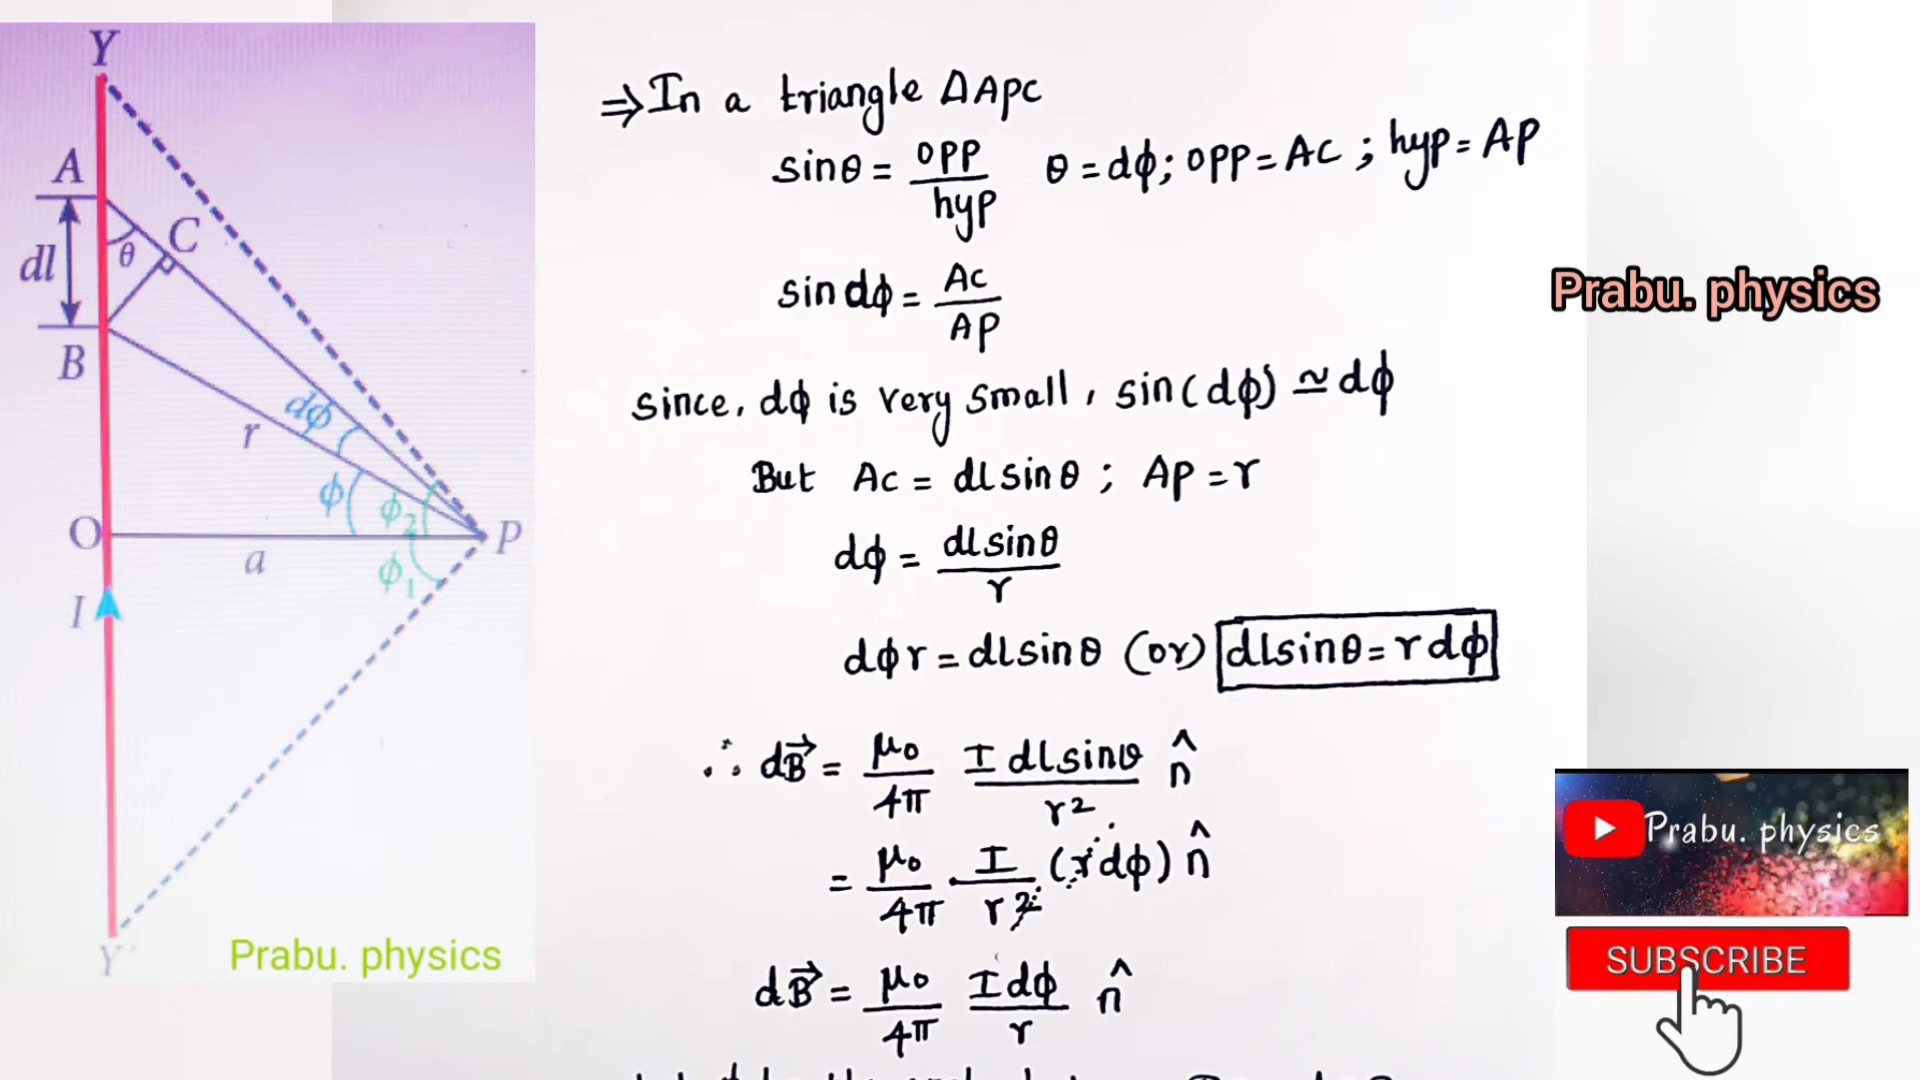 Y
A
C
θ
dl
B
dϕ
r
ϕ
ϕ₂
O
a
P
ϕ₁
I
Y'
Prabu. physics
⇒In a triangle ΔAPC
sinθ = opp/hyp θ = dϕ; opp = AC ; hyp = AP
sin dϕ = AC/AP
since, dϕ is very small, sin(dϕ) ≃ dϕ
But AC = dl sin θ ; AP = r
dϕ = dl sinθ/r
dϕ r = dl sin θ (or) dl sinθ = r dϕ
∴ dB⃗ = μ₀/4π I dl sinθ/r² n̂
= μ₀/4π . I/r² (r dϕ) n̂
dB⃗ = μ₀/4π I dϕ/r n̂
Prabu. physics
Prabu. physics
SUBSCRIBE